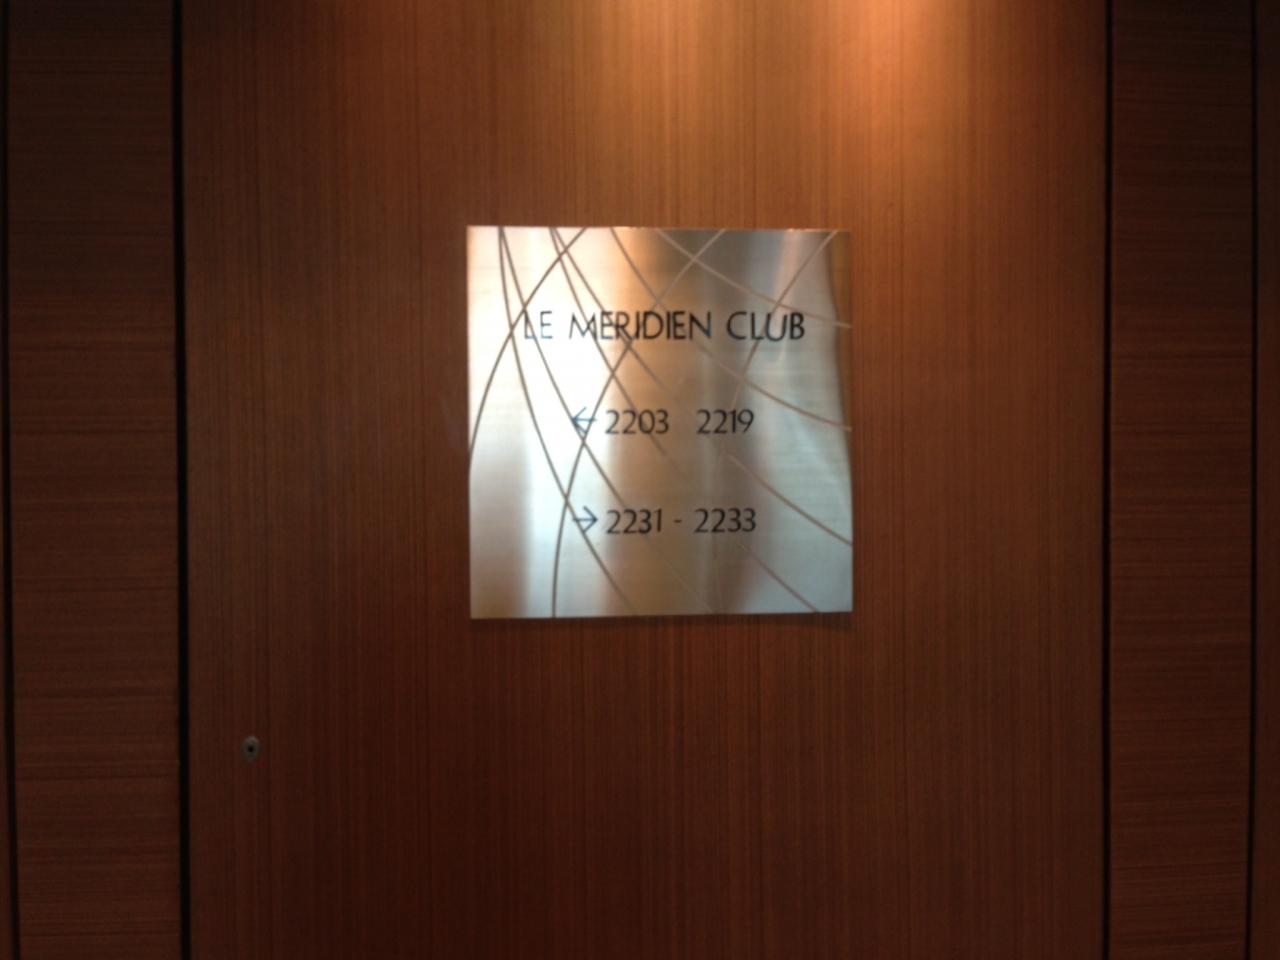 LE MERIDIEN CLUB
← 2203 2219
→ 2231 - 2233